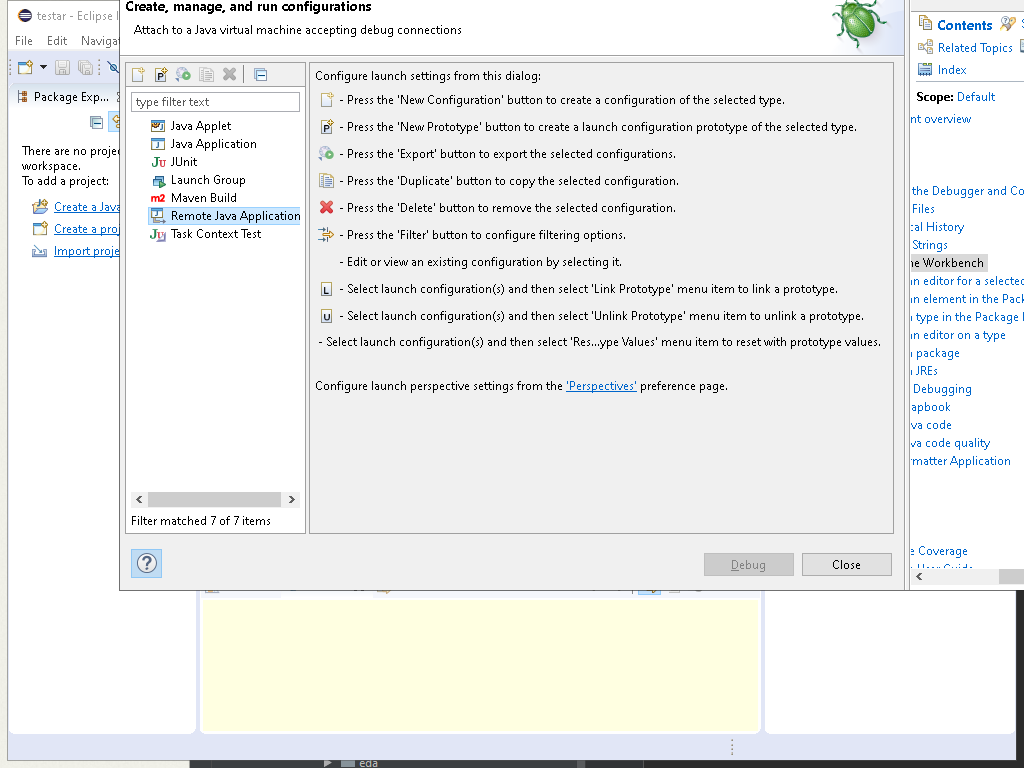 testar - Eclipse
File Edit Naviga
Package Exp...
There are no proje
workspace.
To add a project:
Create a Java
Create a proj
Import proje
Create, manage, and run configurations
Attach to a Java virtual machine accepting debug connections
type filter text
Java Applet
Java Application
JUnit
Launch Group
Maven Build
Remote Java Application
Task Context Test
Filter matched 7 of 7 items
Configure launch settings from this dialog:
- Press the 'New Configuration' button to create a configuration of the selected type.
- Press the 'New Prototype' button to create a launch configuration prototype of the selected type.
- Press the 'Export' button to export the selected configurations.
- Press the 'Duplicate' button to copy the selected configuration.
- Press the 'Delete' button to remove the selected configuration.
- Press the 'Filter' button to configure filtering options.
- Edit or view an existing configuration by selecting it.
- Select launch configuration(s) and then select 'Link Prototype' menu item to link a prototype.
- Select launch configuration(s) and then select 'Unlink Prototype' menu item to unlink a prototype.
- Select launch configuration(s) and then select 'Res...ype Values' menu item to reset with prototype values.
Configure launch perspective settings from the 'Perspectives' preference page.
Debug
Close
Contents
Related Topics
Index
Scope: Default
nt overview
the Debugger and Co
Files
cal History
Strings
he Workbench
n editor for a selected
an element in the Pack
type in the Package
n editor on a type
package
JREs
Debugging
apbook
va code
va code quality
rmatter Application
e Coverage
User Guide
eda